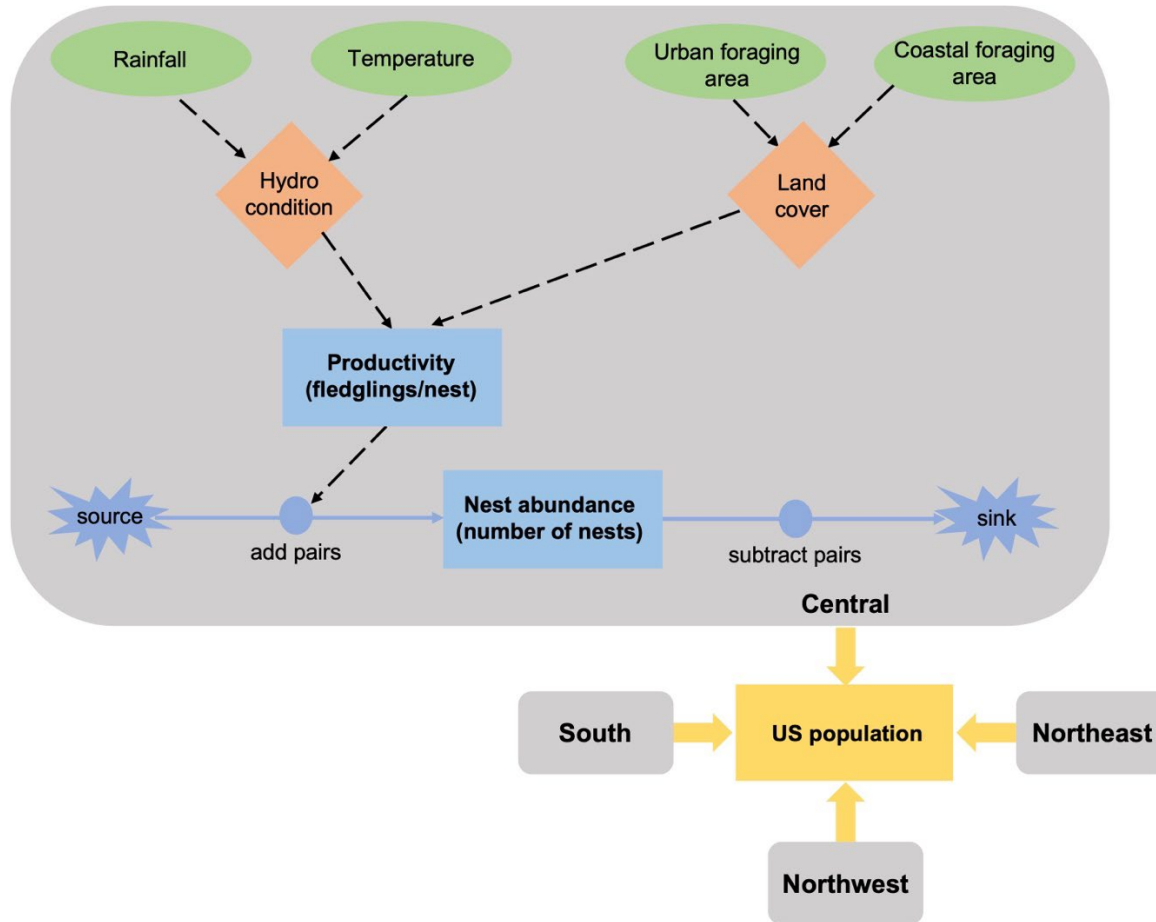 Rainfall
Temperature
Urban foraging
area
Coastal foraging
area
Hydro
condition
Land
cover
Productivity
(fledglings/nest)
source
add pairs
Nest abundance
(number of nests)
subtract pairs
sink
Central
South
US population
Northeast
Northwest